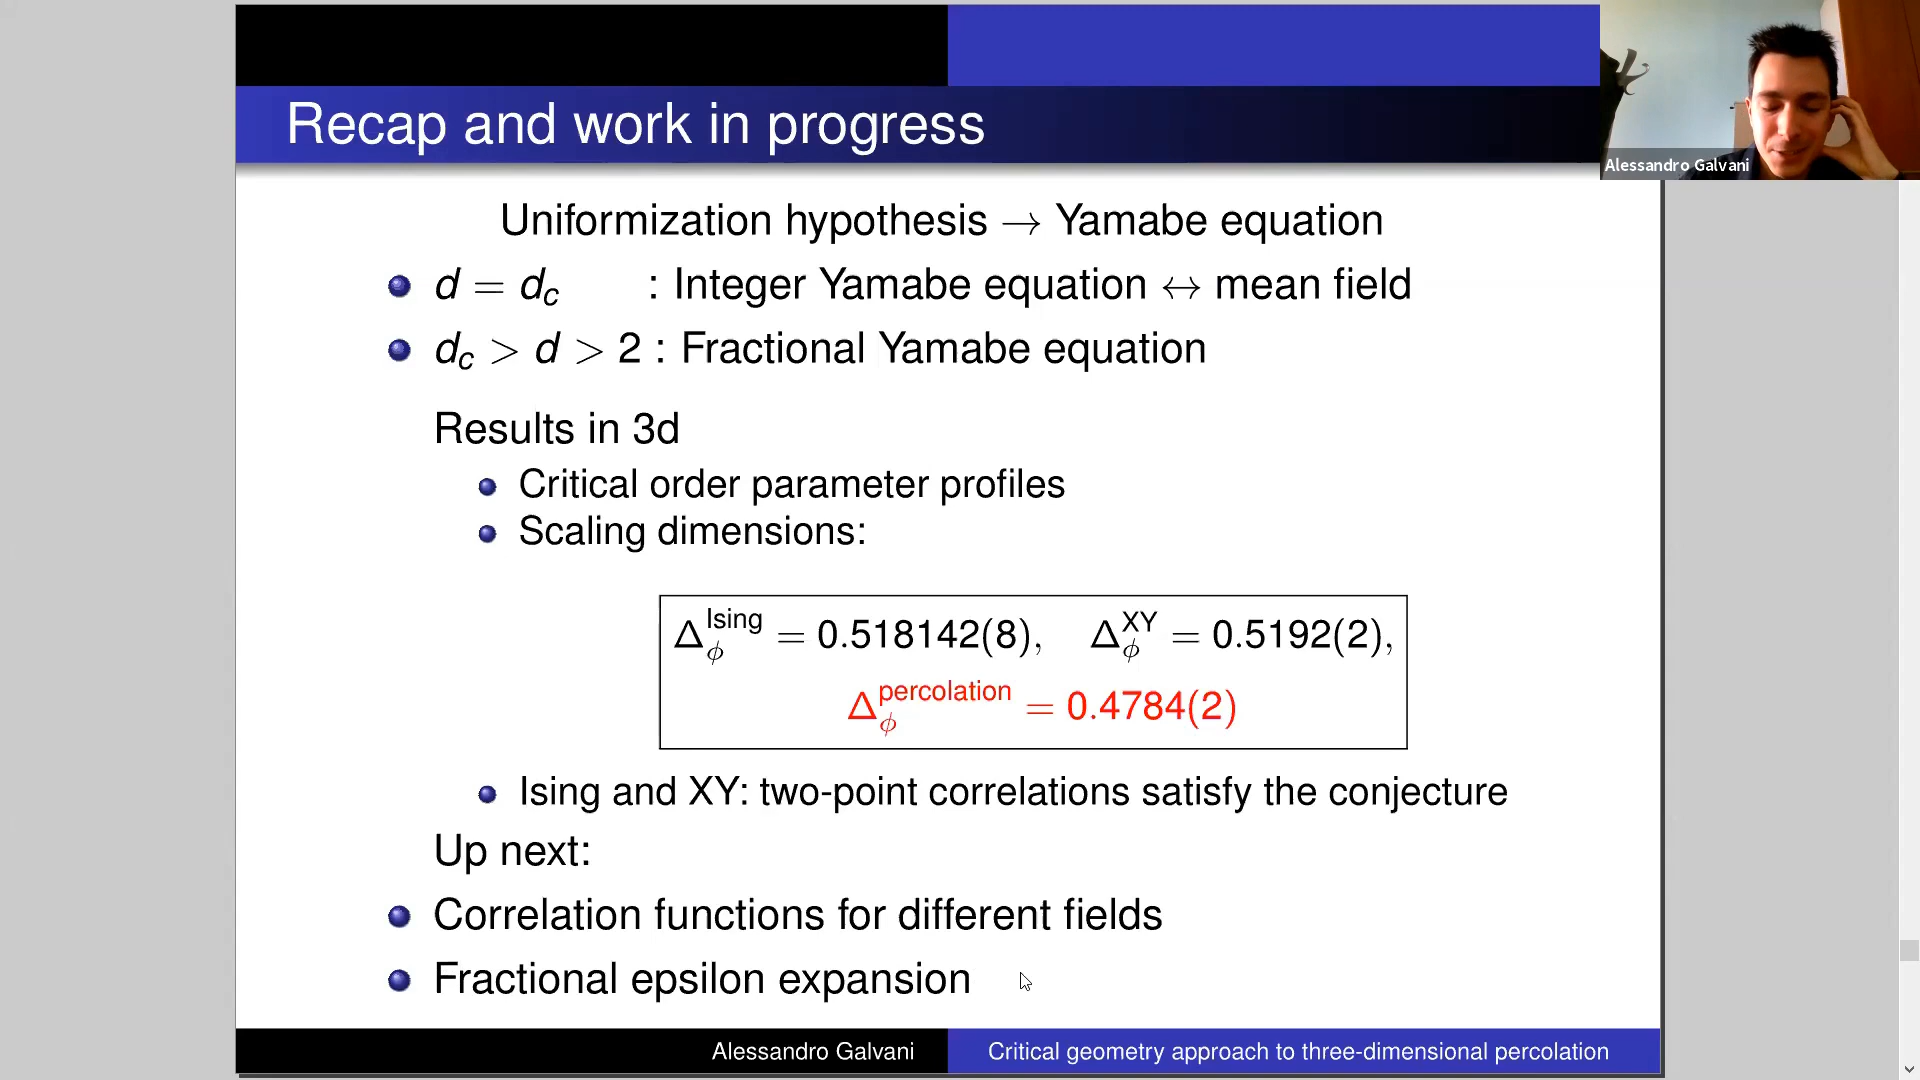 Recap and work in progress
Alessandro Galvani
Uniformization hypothesis → Yamabe equation
d = d_c : Integer Yamabe equation ↔ mean field
d_c > d > 2 : Fractional Yamabe equation
Results in 3d
Critical order parameter profiles
Scaling dimensions:
Δ_ϕ^Ising = 0.518142(8), Δ_ϕ^XY = 0.5192(2),
Δ_ϕ^percolation = 0.4784(2)
Ising and XY: two-point correlations satisfy the conjecture
Up next:
Correlation functions for different fields
Fractional epsilon expansion
Alessandro Galvani Critical geometry approach to three-dimensional percolation